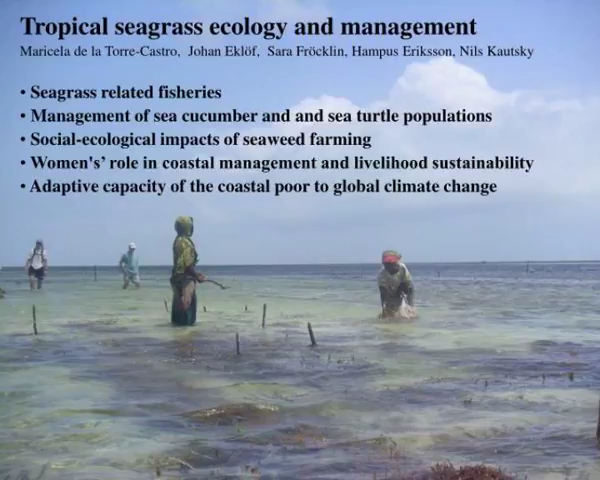 Tropical seagrass ecology and management
Maricela de la Torre-Castro, Johan Eklöf, Sara Fröcklin, Hampus Eriksson, Nils Kautsky
• Seagrass related fisheries
• Management of sea cucumber and and sea turtle populations
• Social-ecological impacts of seaweed farming
• Women's’ role in coastal management and livelihood sustainability
• Adaptive capacity of the coastal poor to global climate change